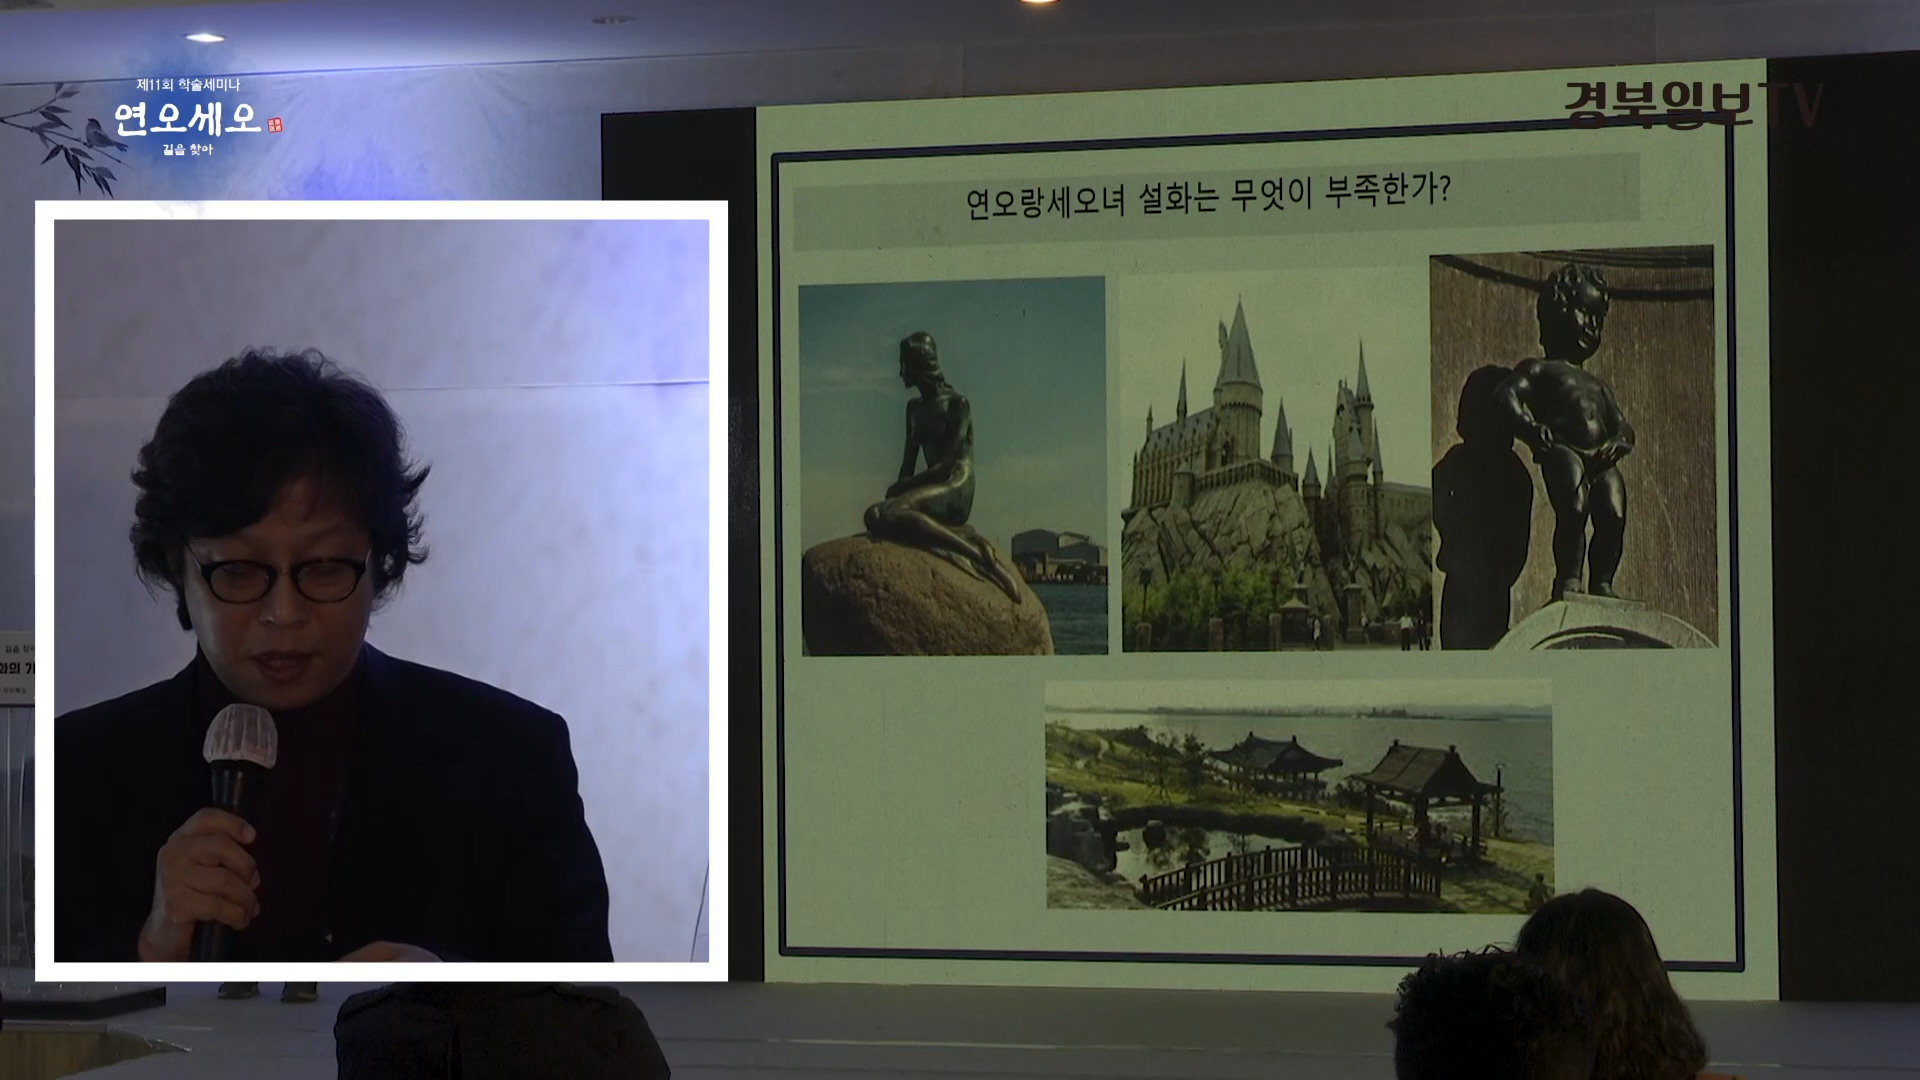 제11회 학술세미나
연오세오
길을 찾아
경북일보TV
연오랑세오녀 설화는 무엇이 부족한가?